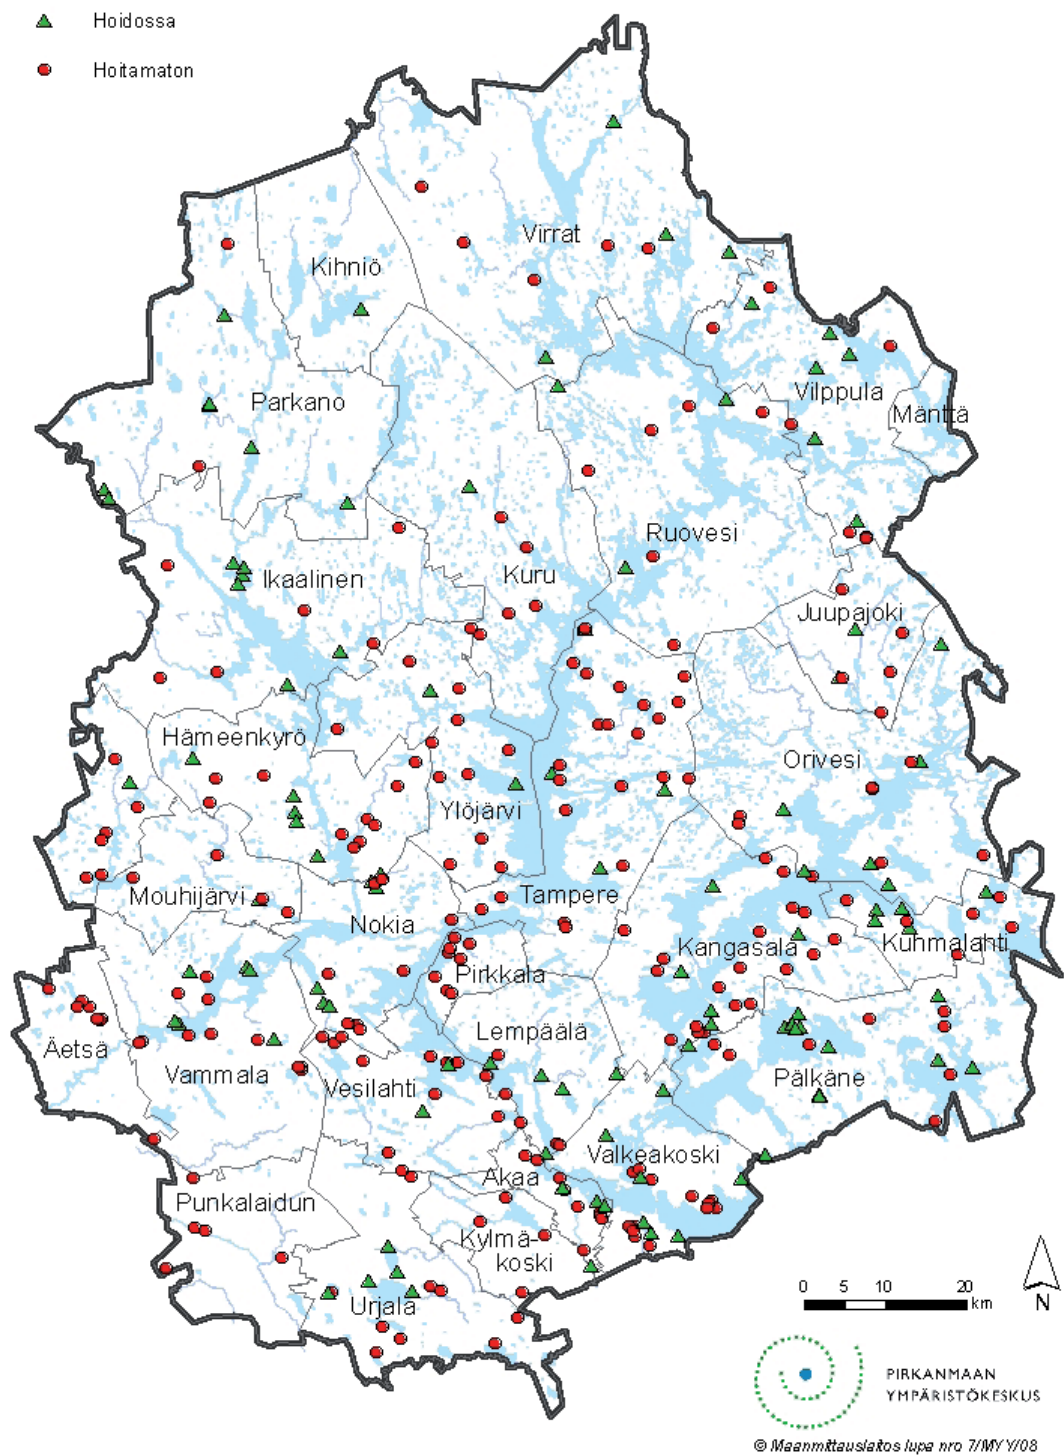 Hoidossa
Hoitamaton
Virrat
Kihniö
Parkano
Vilppula
Mänttä
Ruovesi
Kuru
Ikaalinen
Juupajoki
Hämeenkyrö
Orivesi
Ylöjärvi
Mouhijärvi
Tampere
Nokia
Kangasala
Kuhmalahti
Pirkkala
Lempäälä
Äetsä
Vammala
Vesilahti
Pälkäne
Valkeakoski
Akaa
Punkalaidun
Kylmä-
koski
Urjala
0 5 10 20
km
N
PIRKANMAAN
YMPÄRISTÖKESKUS
© Maanmittauslaitos lupa nro 7/MYY/08